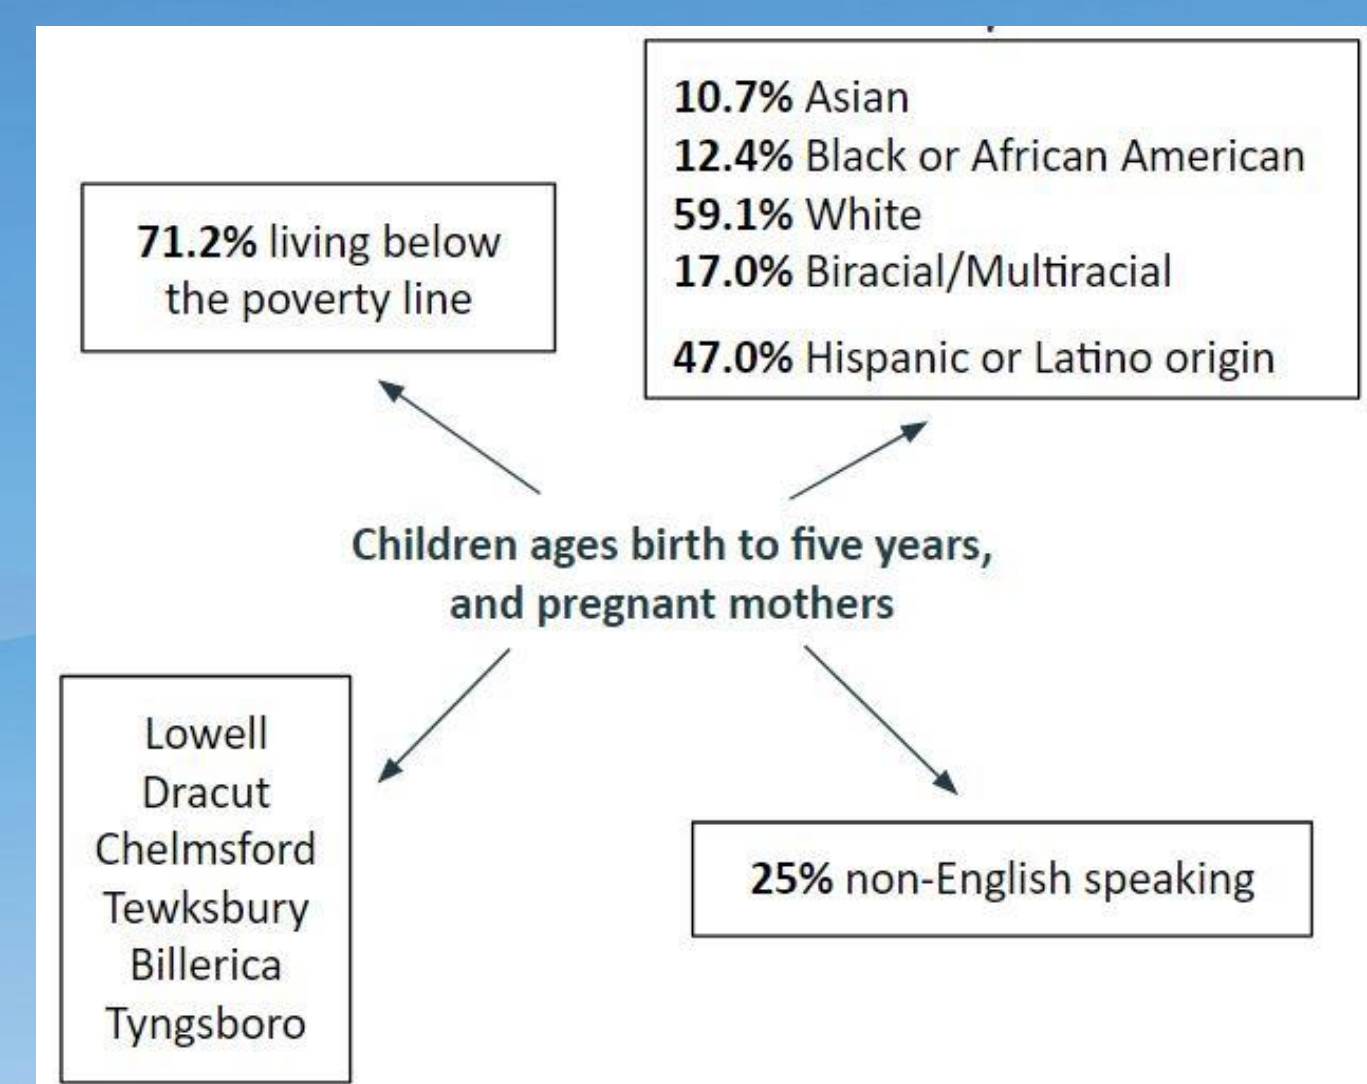 10.7% Asian
12.4% Black or African American
59.1% White
17.0% Biracial/Multiracial
47.0% Hispanic or Latino origin
71.2% living below
the poverty line
Children ages birth to five years,
and pregnant mothers
Lowell
Dracut
Chelmsford
Tewksbury
Billerica
Tyngsboro
25% non-English speaking